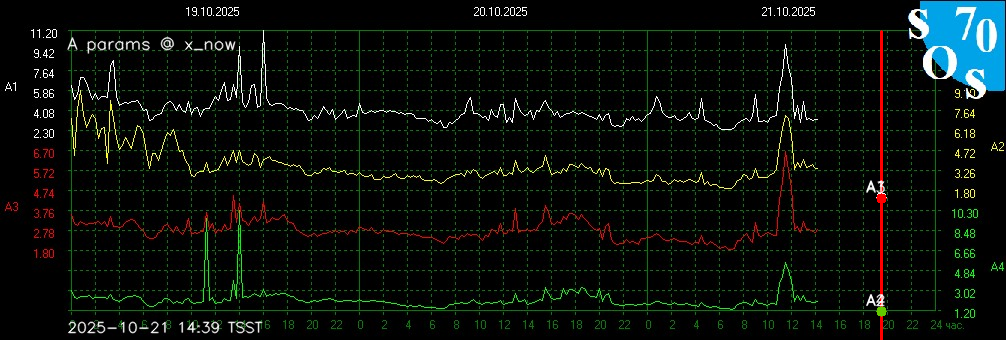 19.10.2025 20.10.2025 21.10.2025
S 70
O S
A params @ x_now
A1
11.20
9.42
7.64
5.86
4.08
2.30
A3
6.70
5.72
4.74
3.76
2.78
1.80
A2
9.10
7.64
6.18
4.72
3.26
1.80
A4
10.30
8.48
6.66
4.84
3.02
1.20
2025-10-21 14:39 TSST
18 20 22 0 2 4 6 8 10 12 14 16 18 20 22 0 2 4 6 8 10 12 14 16 18 20 22 24 час.